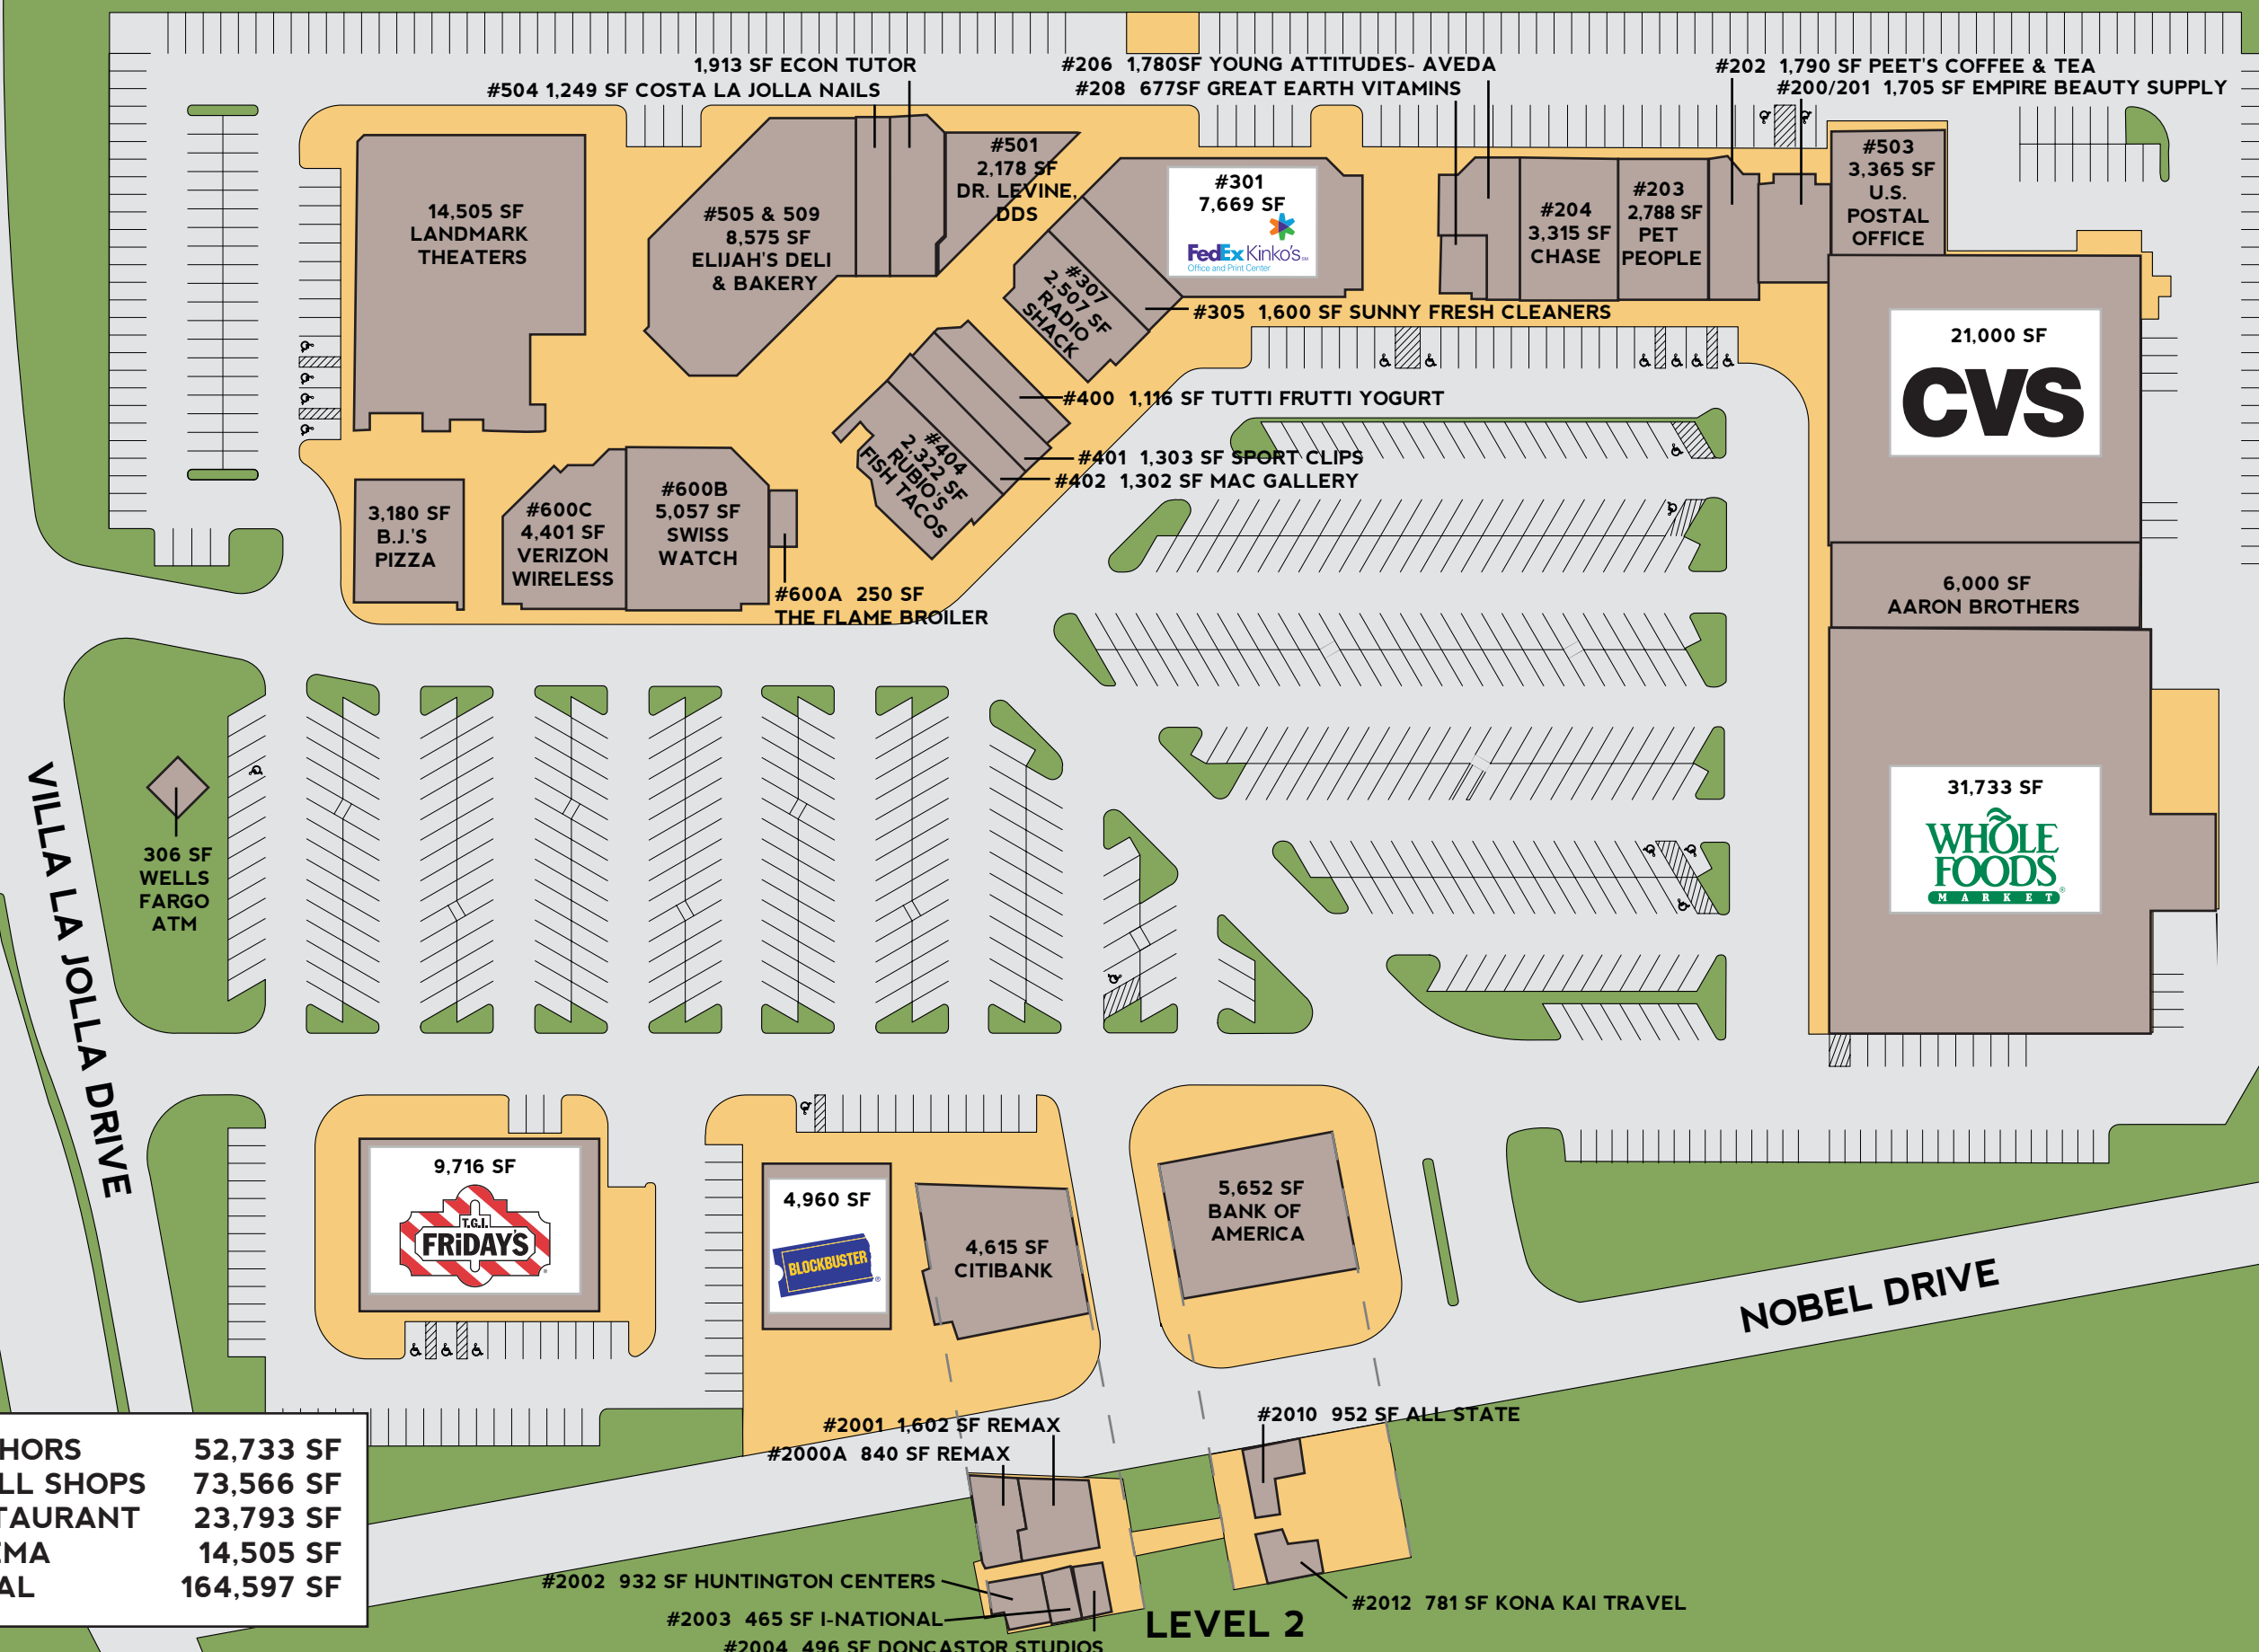 1,913 SF ECON TUTOR
#504 1,249 SF COSTA LA JOLLA NAILS
#206 1,780SF YOUNG ATTITUDES- AVEDA
#208 677SF GREAT EARTH VITAMINS
#202 1,790 SF PEET'S COFFEE & TEA
#200/201 1,705 SF EMPIRE BEAUTY SUPPLY
14,505 SF
LANDMARK
THEATERS
#505 & 509
8,575 SF
ELIJAH'S DELI
& BAKERY
#501
2,178 SF
DR. LEVINE,
DDS
#301
7,669 SF
FedEx Kinko's
Office and Print Center
#307
2,507 SF
RADIO
SHACK
#305 1,600 SF SUNNY FRESH CLEANERS
#204
3,315 SF
CHASE
#203
2,788 SF
PET
PEOPLE
#503
3,365 SF
U.S.
POSTAL
OFFICE
21,000 SF
CVS
#400 1,116 SF TUTTI FRUTTI YOGURT
#401 1,303 SF SPORT CLIPS
#402 1,302 SF MAC GALLERY
#404
2,322 SF
RUBIO'S
FISH TACOS
3,180 SF
B.J.'S
PIZZA
#600C
4,401 SF
VERIZON
WIRELESS
#600B
5,057 SF
SWISS
WATCH
#600A 250 SF
THE FLAME BROILER
6,000 SF
AARON BROTHERS
31,733 SF
WHOLE
FOODS
MARKET
306 SF
WELLS
FARGO
ATM
VILLA LA JOLLA DRIVE
9,716 SF
T.G.I.
FRiDAY'S
4,960 SF
BLOCKBUSTER
4,615 SF
CITIBANK
5,652 SF
BANK OF
AMERICA
NOBEL DRIVE
HORS 52,733 SF
LL SHOPS 73,566 SF
TAURANT 23,793 SF
EMA 14,505 SF
AL 164,597 SF
#2001 1,602 SF REMAX
#2000A 840 SF REMAX
#2010 952 SF ALL STATE
#2002 932 SF HUNTINGTON CENTERS
#2003 465 SF I-NATIONAL
#2004 496 SF DONCASTOR STUDIOS
#2012 781 SF KONA KAI TRAVEL
LEVEL 2